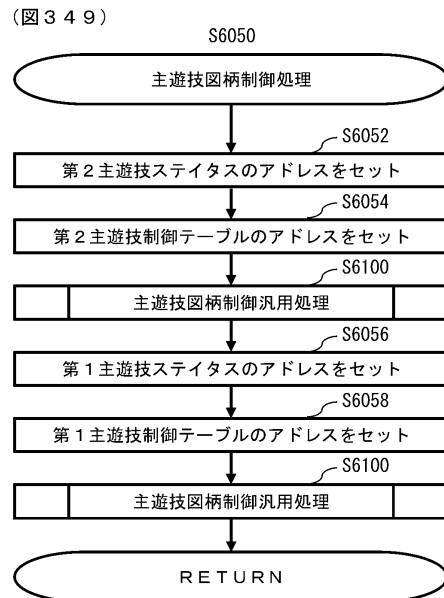 (図349)
S6050
主遊技図柄制御処理
S6052
第2主遊技ステイタスのアドレスをセット
S6054
第2主遊技制御テーブルのアドレスをセット
S6100
主遊技図柄制御汎用処理
S6056
第1主遊技ステイタスのアドレスをセット
S6058
第1主遊技制御テーブルのアドレスをセット
S6100
主遊技図柄制御汎用処理
RETURN